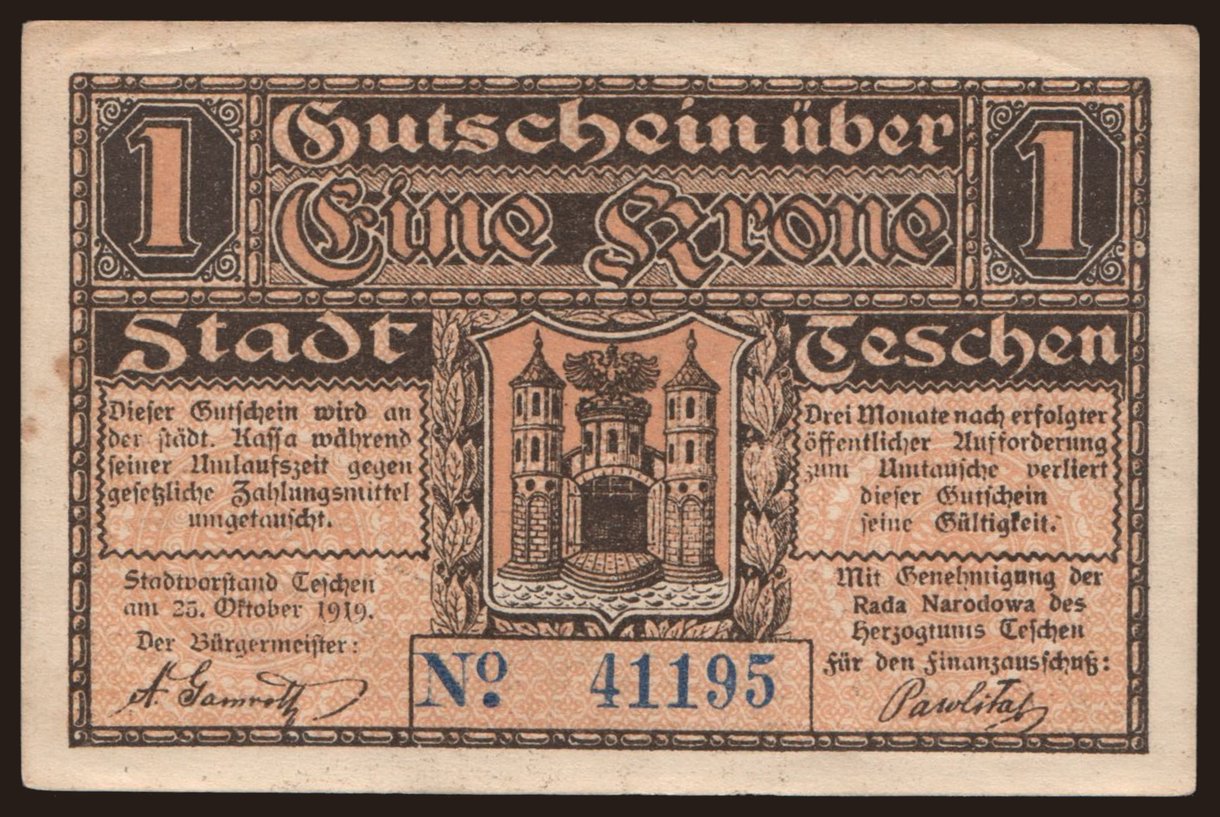 1
Gutschein über
1
Eine Krone
Stadt
Teschen
Dieser Gutschein wird an
der städt. Kassa während
seiner Umlaufszeit gegen
gesetzliche Zahlungsmittel
umgetauscht.
Drei Monate nach erfolgter
öffentlicher Aufforderung
zum Umtausche verliert
dieser Gutschein
seine Gültigkeit.
Stadtvorstand Teschen
am 25. Oktober 1919.
Der Bürgermeister:
A. Gamroth
Mit Genehmigung der
Rada Narodowa des
Herzogtums Teschen
Für den Finanzausschuß:
Pawlitas
No. 41195